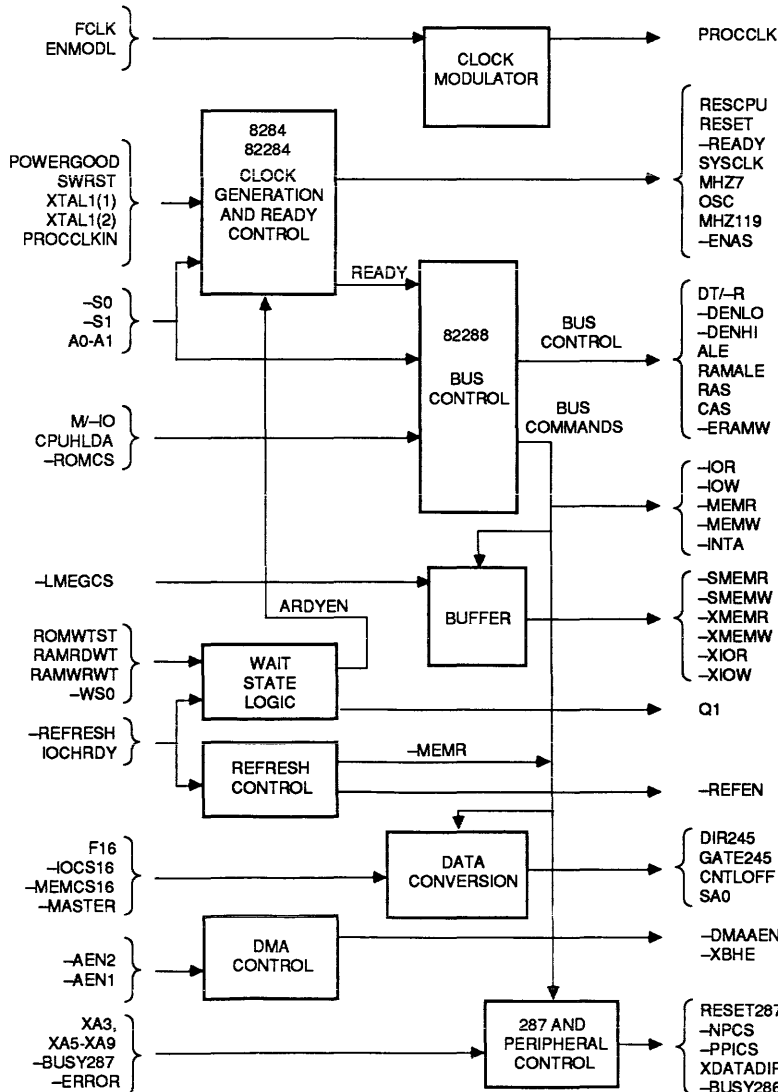 FCLK
ENMODL
CLOCK
MODULATOR
PROCCLK
POWERGOOD
SWRST
XTAL1(1)
XTAL1(2)
PROCCLKIN
8284
82284
CLOCK
GENERATION
AND READY
CONTROL
RESCPU
RESET
–READY
SYSCLK
MHZ7
OSC
MHZ119
–ENAS
–S0
–S1
A0-A1
READY
82288
BUS
CONTROL
BUS
CONTROL
BUS
COMMANDS
DT/–R
–DENLO
–DENHI
ALE
RAMALE
RAS
CAS
–ERAMW
M/–IO
CPUHLDA
–ROMCS
–IOR
–IOW
–MEMR
–MEMW
–INTA
–LMEGCS
BUFFER
–SMEMR
–SMEMW
–XMEMR
–XMEMW
–XIOR
–XIOW
ARDYEN
ROMWTST
RAMRDWT
RAMWRWT
–WS0
WAIT
STATE
LOGIC
Q1
–REFRESH
IOCHRDY
REFRESH
CONTROL
–MEMR
–REFEN
F16
–IOCS16
–MEMCS16
–MASTER
DATA
CONVERSION
DIR245
GATE245
CNTLOFF
SA0
–AEN2
–AEN1
DMA
CONTROL
–DMAAEN
–XBHE
XA3,
XA5-XA9
–BUSY287
–ERROR
287 AND
PERIPHERAL
CONTROL
RESET287
–NPCS
–PPICS
XDATADIR
–BUSY286